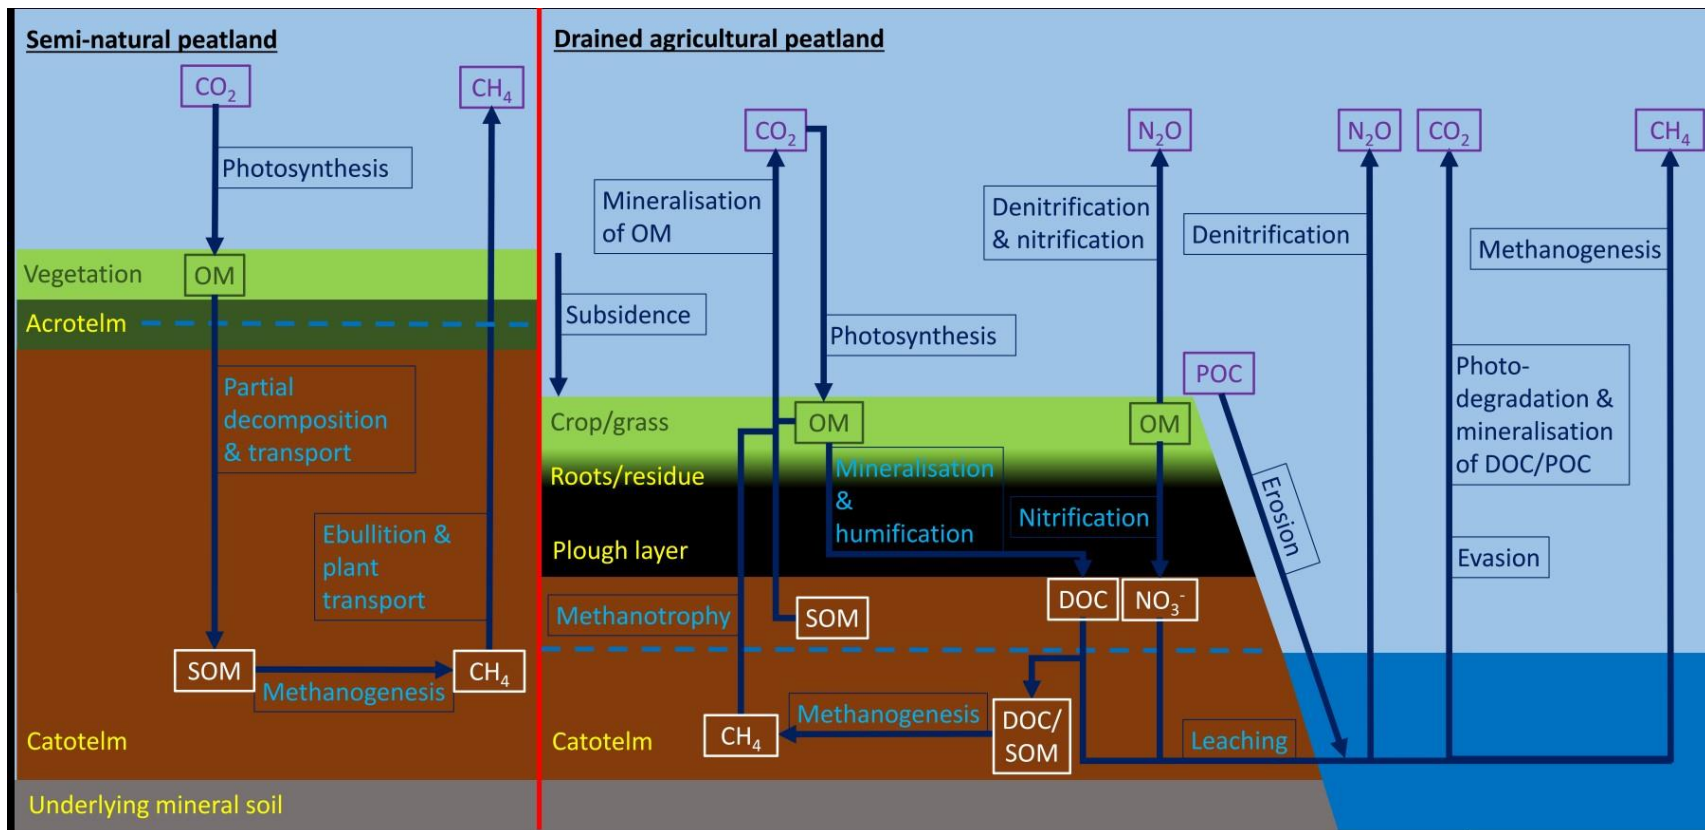 Semi-natural peatland
CO₂
CH₄
Photosynthesis
Vegetation
OM
Acrotelm
Partial
decomposition
& transport
Ebullition &
plant
transport
SOM
Methanogenesis
CH₄
Catotelm
Underlying mineral soil
Drained agricultural peatland
CO₂
N₂O
N₂O
CO₂
CH₄
Mineralisation
of OM
Denitrification
& nitrification
Denitrification
Methanogenesis
Subsidence
Photosynthesis
POC
Photo-
degradation &
mineralisation
of DOC/POC
Crop/grass
OM
OM
Roots/residue
Mineralisation
&
humification
Nitrification
Erosion
Plough layer
Evasion
Methanotrophy
SOM
DOC
NO₃⁻
Catotelm
CH₄
Methanogenesis
DOC/
SOM
Leaching